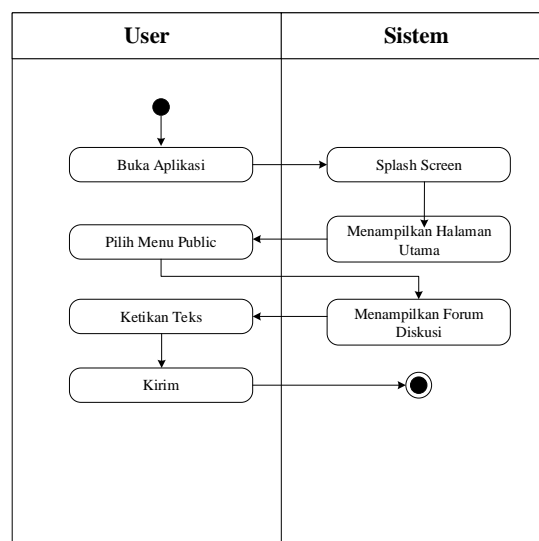 User
Sistem
Buka Aplikasi
Splash Screen
Pilih Menu Public
Menampilkan Halaman
Utama
Ketikan Teks
Menampilkan Forum
Diskusi
Kirim